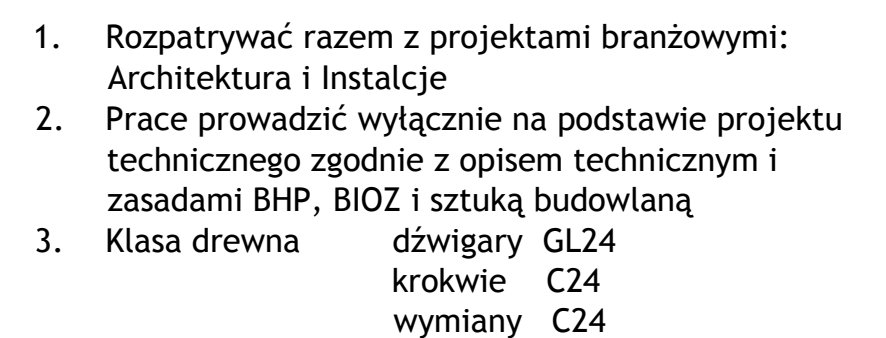 1. Rozpatrywać razem z projektami branżowymi:
Architektura i Instalcje
2. Prace prowadzić wyłącznie na podstawie projektu
technicznego zgodnie z opisem technicznym i
zasadami BHP, BIOZ i sztuką budowlaną
3. Klasa drewna dźwigary GL24
krokwie C24
wymiany C24